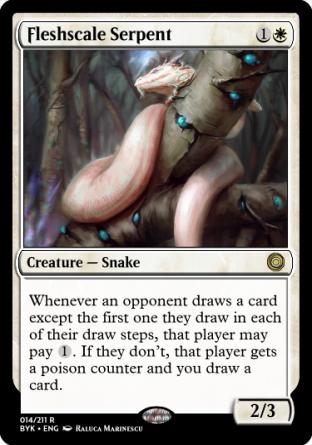 Fleshscale Serpent 1
Creature — Snake
Whenever an opponent draws a card
except the first one they draw in each
of their draw steps, that player may
pay 1. If they don't, that player gets
a poison counter and you draw a
card.
2/3
014/211 R
BYK • ENG Raluca Marinescu